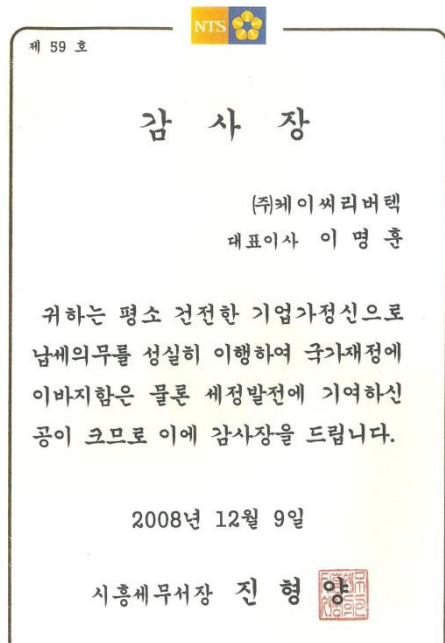 NTS
제 59 호
감 사 장
㈜케이씨리버텍
대표이사 이 명 훈
귀하는 평소 건전한 기업가정신으로
납세의무를 성실히 이행하여 국가재정에
이바지함은 물론 세정발전에 기여하신
공이 크므로 이에 감사장을 드립니다.
2008년 12월 9일
시흥세무서장 진 형 양